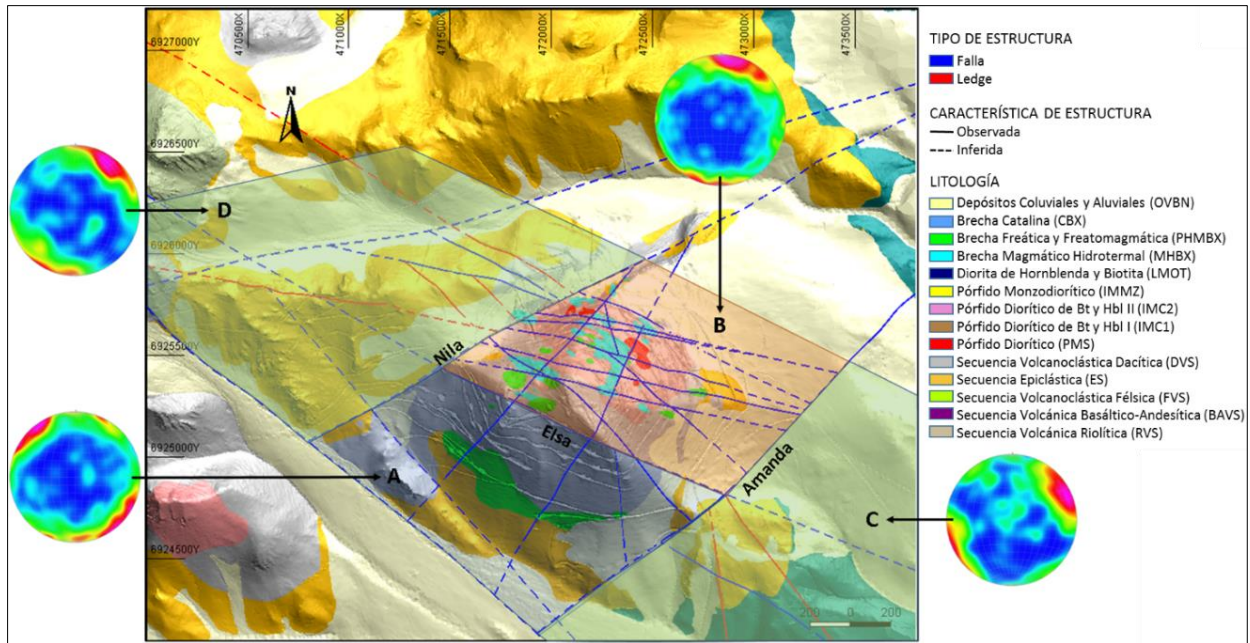 470500X
471000X
471500X
472000X
472500X
473000X
473500X
6927000Y
6926500Y
6926000Y
6925500Y
6925000Y
6924500Y
N
D
B
A
C
Nila
Elsa
Amanda
200 0 200
TIPO DE ESTRUCTURA
Falla
Ledge
CARACTERÍSTICA DE ESTRUCTURA
Observada
Inferida
LITOLOGÍA
Depósitos Coluviales y Aluviales (OVBN)
Brecha Catalina (CBX)
Brecha Freática y Freatomagmática (PHMBX)
Brecha Magmático Hidrotermal (MHBX)
Diorita de Hornblenda y Biotita (LMOT)
Pórfido Monzodiorítico (IMMZ)
Pórfido Diorítico de Bt y Hbl II (IMC2)
Pórfido Diorítico de Bt y Hbl I (IMC1)
Pórfido Diorítico (PMS)
Secuencia Volcanoclástica Dacítica (DVS)
Secuencia Epiclástica (ES)
Secuencia Volcanoclástica Félsica (FVS)
Secuencia Volcánica Basáltico-Andesítica (BAVS)
Secuencia Volcánica Riolítica (RVS)